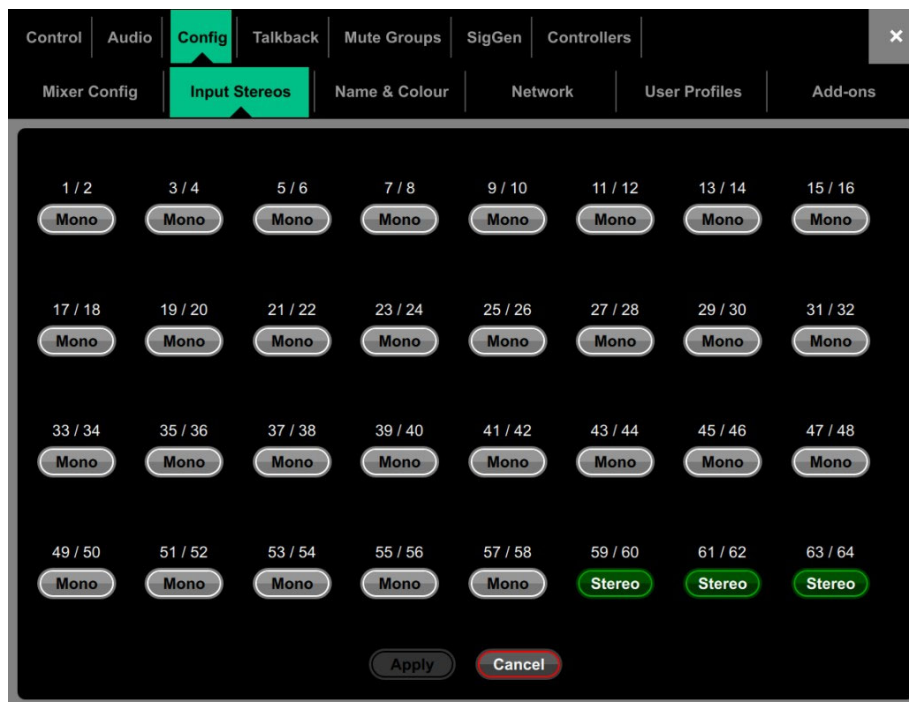 Control Audio Config Talkback Mute Groups SigGen Controllers ×
Mixer Config Input Stereos Name & Colour Network User Profiles Add-ons
1 / 2 3 / 4 5 / 6 7 / 8 9 / 10 11 / 12 13 / 14 15 / 16
Mono Mono Mono Mono Mono Mono Mono Mono
17 / 18 19 / 20 21 / 22 23 / 24 25 / 26 27 / 28 29 / 30 31 / 32
Mono Mono Mono Mono Mono Mono Mono Mono
33 / 34 35 / 36 37 / 38 39 / 40 41 / 42 43 / 44 45 / 46 47 / 48
Mono Mono Mono Mono Mono Mono Mono Mono
49 / 50 51 / 52 53 / 54 55 / 56 57 / 58 59 / 60 61 / 62 63 / 64
Mono Mono Mono Mono Mono Stereo Stereo Stereo
Apply Cancel